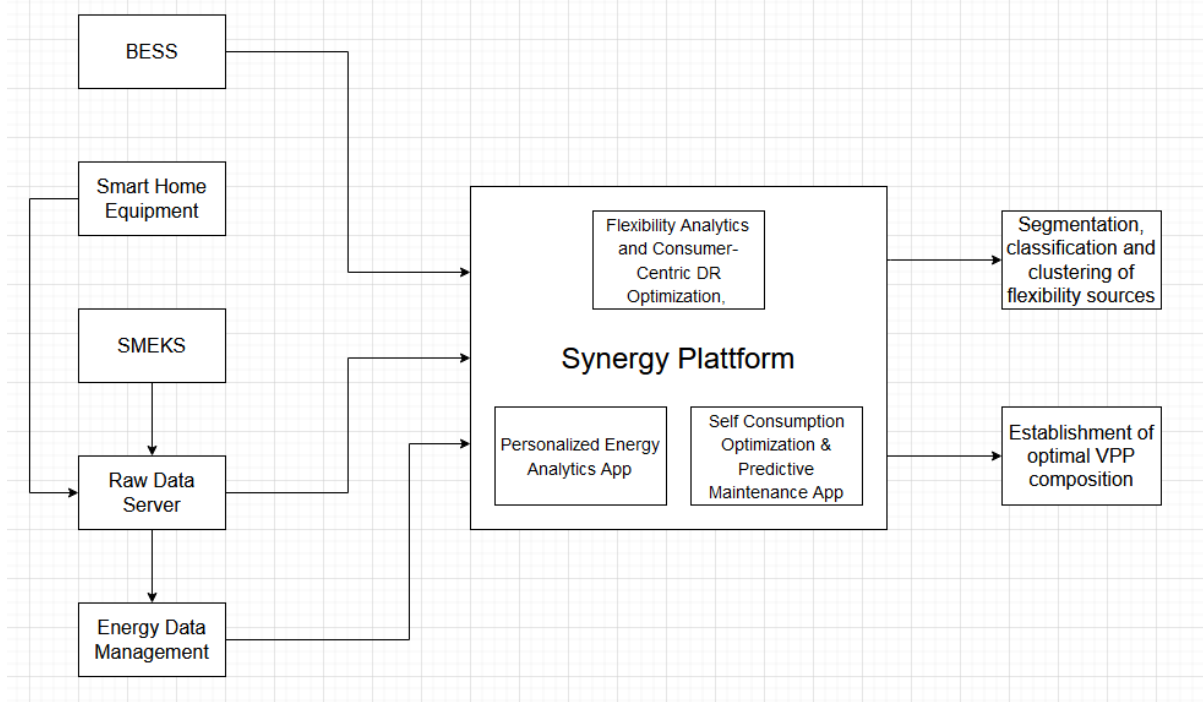 BESS
Smart Home
Equipment
SMEKS
Raw Data
Server
Energy Data
Management
Flexibility Analytics
and Consumer-
Centric DR
Optimization,
Synergy Plattform
Personalized Energy
Analytics App
Self Consumption
Optimization &
Predictive
Maintenance App
Segmentation,
classification and
clustering of
flexibility sources
Establishment of
optimal VPP
composition